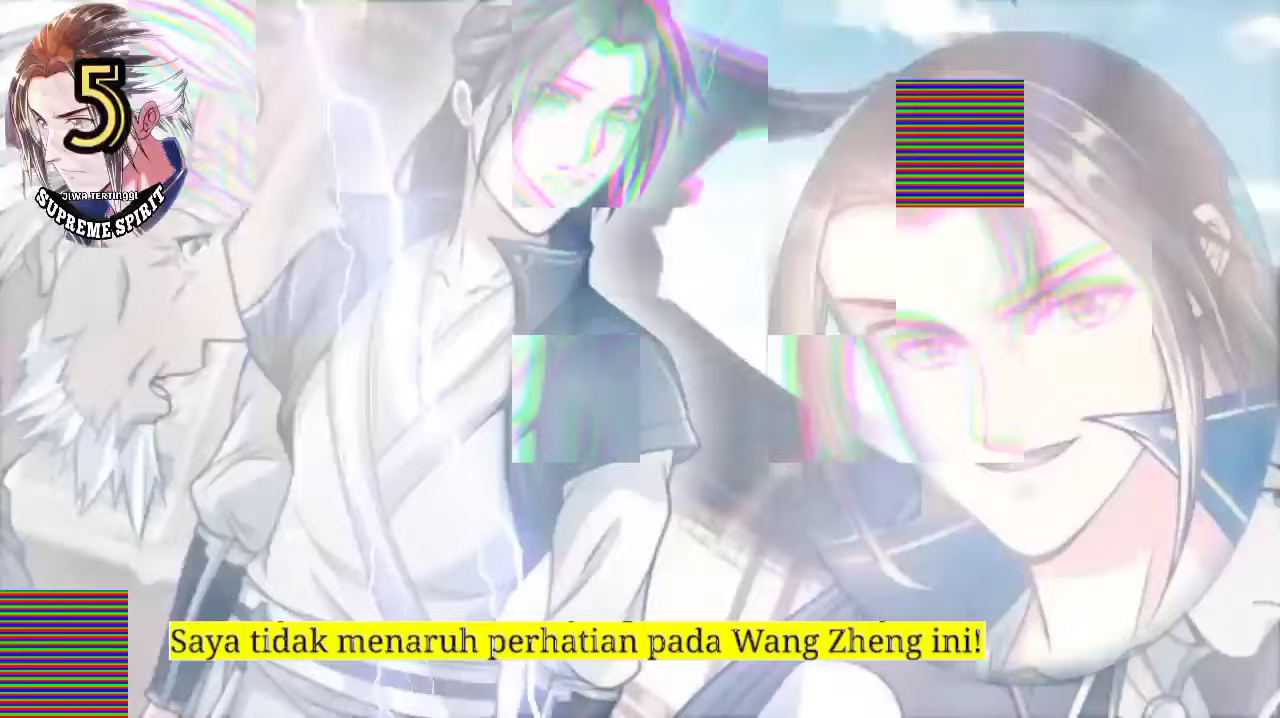 5
JIWA TERTINGGI
SUPREME SPIRIT
Saya tidak menaruh perhatian pada Wang Zheng ini!